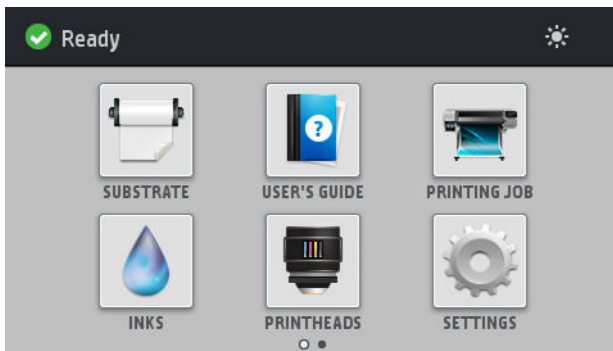 Ready
SUBSTRATE
USER'S GUIDE
PRINTING JOB
?
INKS
PRINTHEADS
SETTINGS